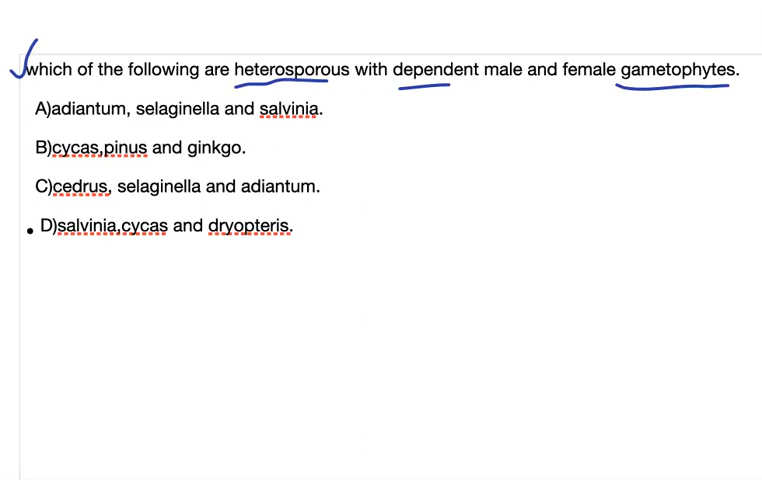 which of the following are heterosporous with dependent male and female gametophytes.
A)adiantum, selaginella and salvinia.
B)cycas,pinus and ginkgo.
C)cedrus, selaginella and adiantum.
• D)salvinia,cycas and dryopteris.